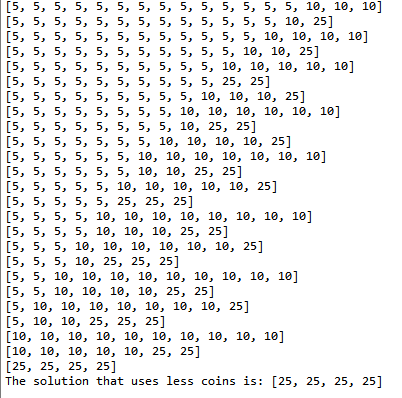 [5, 5, 5, 5, 5, 5, 5, 5, 5, 5, 5, 5, 5, 5, 10, 10, 10]
[5, 5, 5, 5, 5, 5, 5, 5, 5, 5, 5, 5, 5, 10, 25]
[5, 5, 5, 5, 5, 5, 5, 5, 5, 5, 5, 5, 10, 10, 10, 10]
[5, 5, 5, 5, 5, 5, 5, 5, 5, 5, 5, 10, 10, 25]
[5, 5, 5, 5, 5, 5, 5, 5, 5, 5, 10, 10, 10, 10, 10]
[5, 5, 5, 5, 5, 5, 5, 5, 5, 5, 25, 25]
[5, 5, 5, 5, 5, 5, 5, 5, 5, 10, 10, 10, 25]
[5, 5, 5, 5, 5, 5, 5, 5, 10, 10, 10, 10, 10, 10]
[5, 5, 5, 5, 5, 5, 5, 5, 10, 25, 25]
[5, 5, 5, 5, 5, 5, 5, 10, 10, 10, 10, 25]
[5, 5, 5, 5, 5, 5, 10, 10, 10, 10, 10, 10, 10]
[5, 5, 5, 5, 5, 5, 10, 10, 25, 25]
[5, 5, 5, 5, 5, 10, 10, 10, 10, 10, 25]
[5, 5, 5, 5, 5, 25, 25, 25]
[5, 5, 5, 5, 10, 10, 10, 10, 10, 10, 10, 10]
[5, 5, 5, 5, 10, 10, 10, 25, 25]
[5, 5, 5, 10, 10, 10, 10, 10, 10, 25]
[5, 5, 5, 10, 25, 25, 25]
[5, 5, 10, 10, 10, 10, 10, 10, 10, 10, 10]
[5, 5, 10, 10, 10, 10, 25, 25]
[5, 10, 10, 10, 10, 10, 10, 10, 25]
[5, 10, 10, 25, 25, 25]
[10, 10, 10, 10, 10, 10, 10, 10, 10, 10]
[10, 10, 10, 10, 10, 25, 25]
[25, 25, 25, 25]
The solution that uses less coins is: [25, 25, 25, 25]